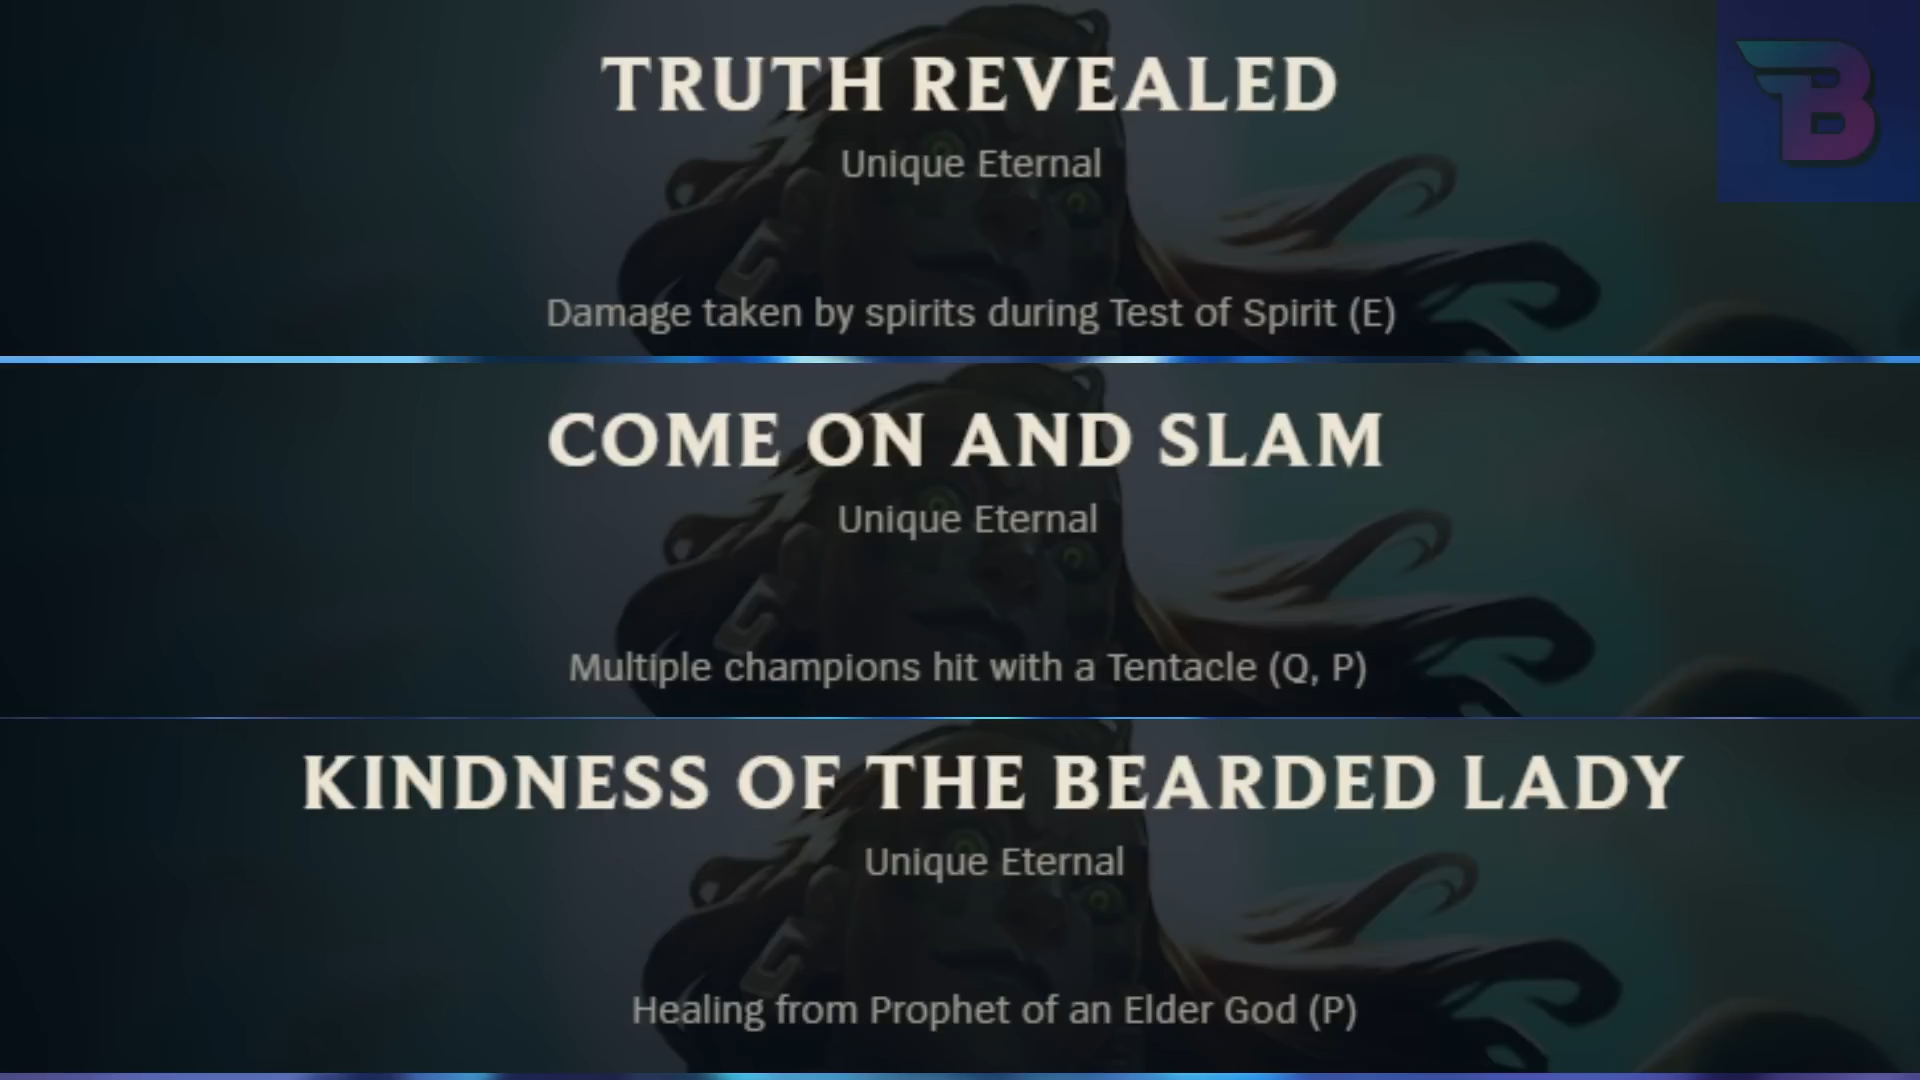 TRUTH REVEALED
Unique Eternal
Damage taken by spirits during Test of Spirit (E)
COME ON AND SLAM
Unique Eternal
Multiple champions hit with a Tentacle (Q, P)
KINDNESS OF THE BEARDED LADY
Unique Eternal
Healing from Prophet of an Elder God (P)
B